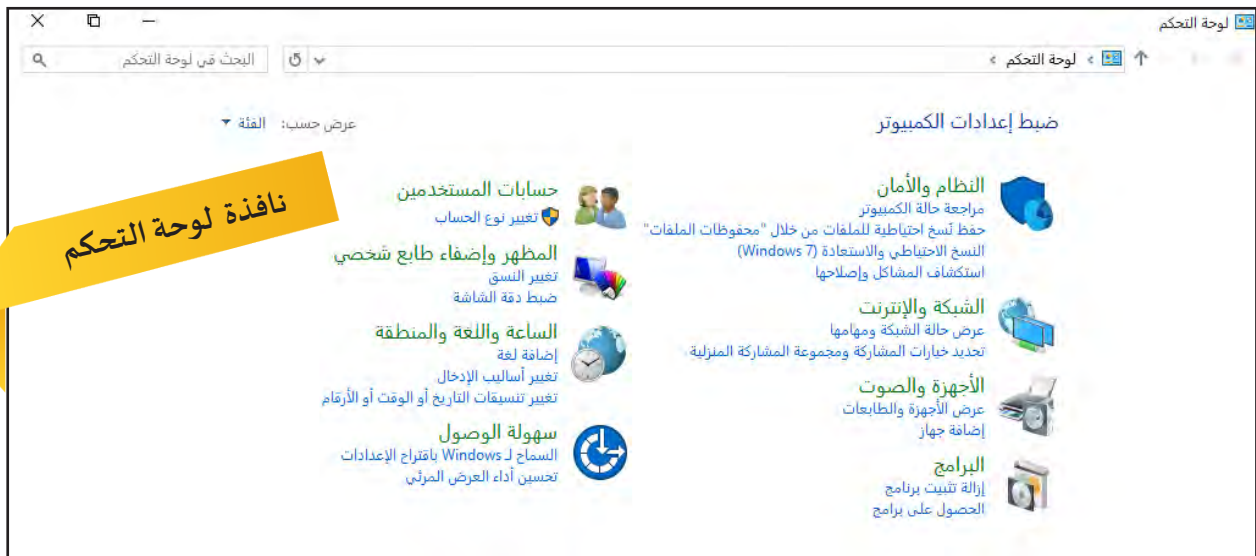 لوحة التحكم
لوحة التحكم
البحث في لوحة التحكم
ضبط إعدادات الكمبيوتر
عرض حسب: الفئة
النظام والأمان
مراجعة حالة الكمبيوتر
حفظ نُسخ احتياطية للملفات من خلال "محفوظات الملفات"
النسخ الاحتياطي والاستعادة (Windows 7)
استكشاف المشاكل وإصلاحها
الشبكة والإنترنت
عرض حالة الشبكة ومهامها
تحديد خيارات المشاركة ومجموعة المشاركة المنزلية
الأجهزة والصوت
عرض الأجهزة والطابعات
إضافة جهاز
البرامج
إزالة تثبيت برنامج
الحصول على برامج
حسابات المستخدمين
تغيير نوع الحساب
المظهر وإضفاء طابع شخصي
تغيير النسق
ضبط دقة الشاشة
الساعة واللغة والمنطقة
إضافة لغة
تغيير أساليب الإدخال
تغيير تنسيقات التاريخ أو الوقت أو الأرقام
سهولة الوصول
السماح لـ Windows باقتراح الإعدادات
تحسين أداء العرض المرئي
نافذة لوحة التحكم